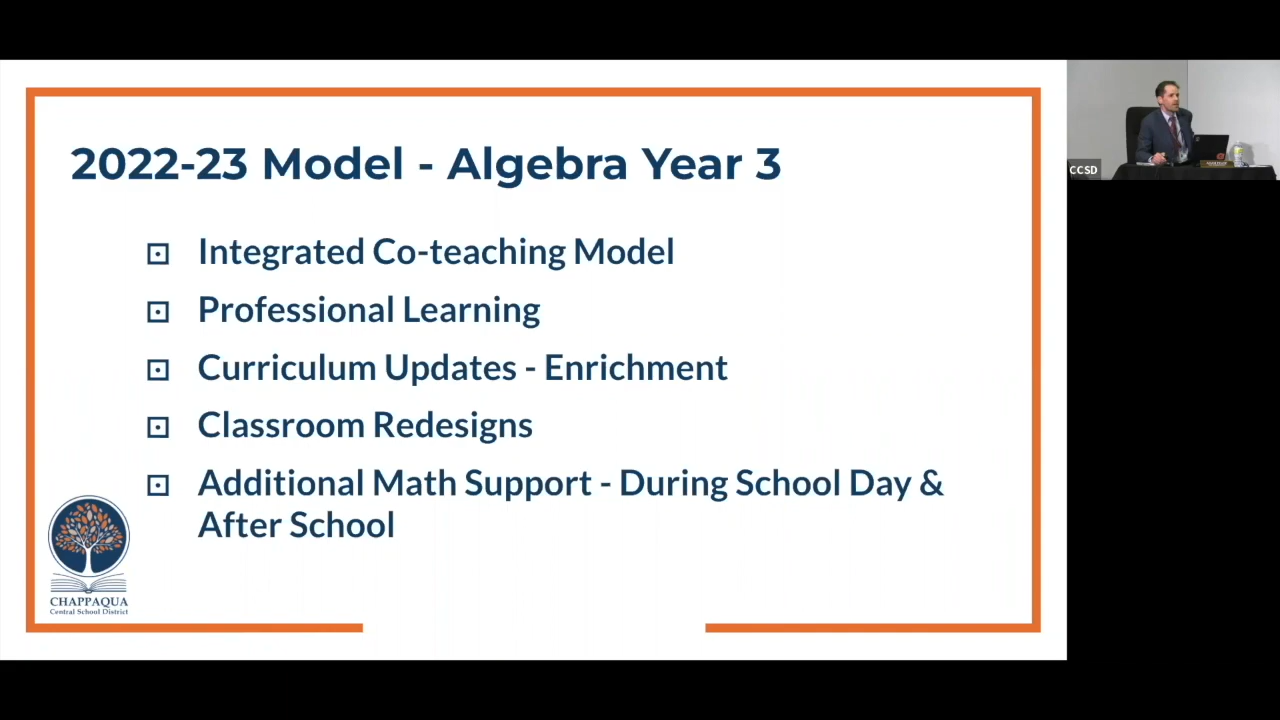 2022-23 Model - Algebra Year 3
Integrated Co-teaching Model
Professional Learning
Curriculum Updates - Enrichment
Classroom Redesigns
Additional Math Support - During School Day &
After School
CHAPPAQUA
Central School District
CCSD